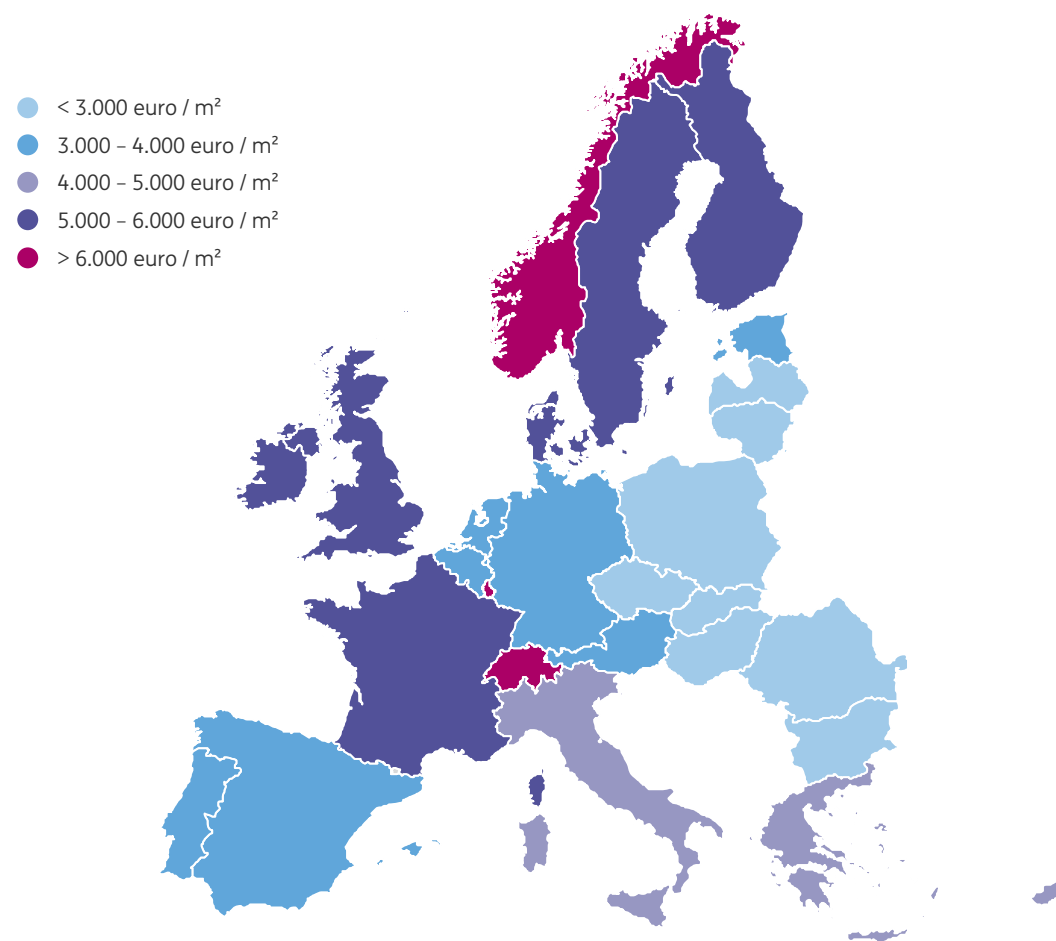 < 3.000 euro / m²
3.000 – 4.000 euro / m²
4.000 – 5.000 euro / m²
5.000 – 6.000 euro / m²
> 6.000 euro / m²